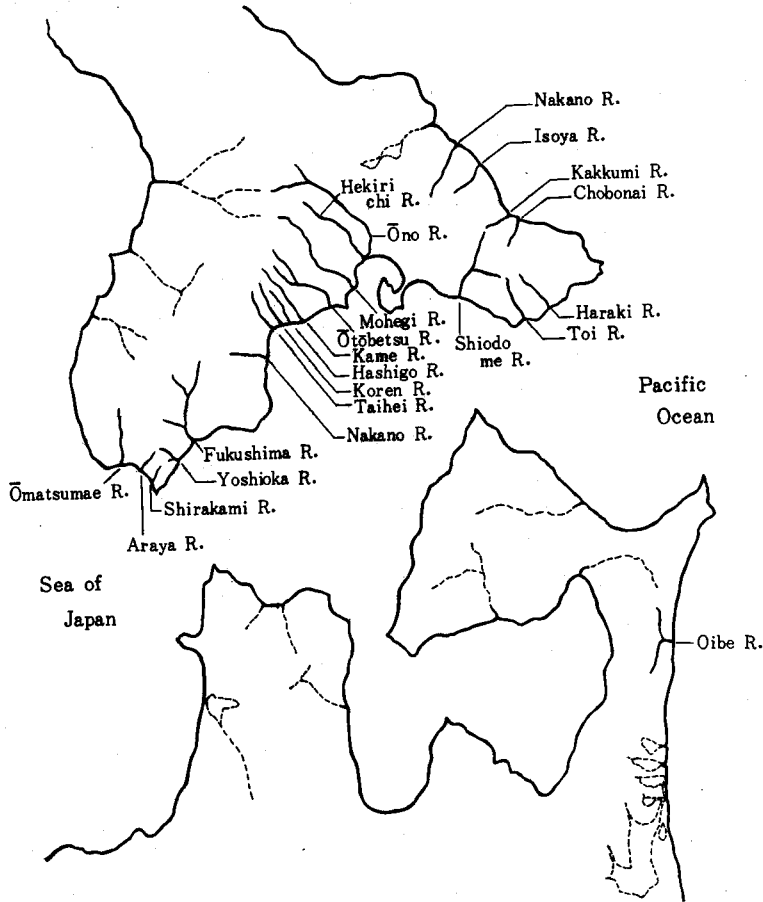 Nakano R.
Isoya R.
Kakkumi R.
Chobonai R.
Hekiri
chi R.
Ōno R.
Haraki R.
Toi R.
Shiodo
me R.
Mohegi R.
Ōtōbetsu R.
Kame R.
Hashigo R.
Koren R.
Taihei R.
Nakano R.
Pacific
Ocean
Fukushima R.
Yoshioka R.
Ōmatsumae R.
Shirakami R.
Araya R.
Sea of
Japan
Oibe R.